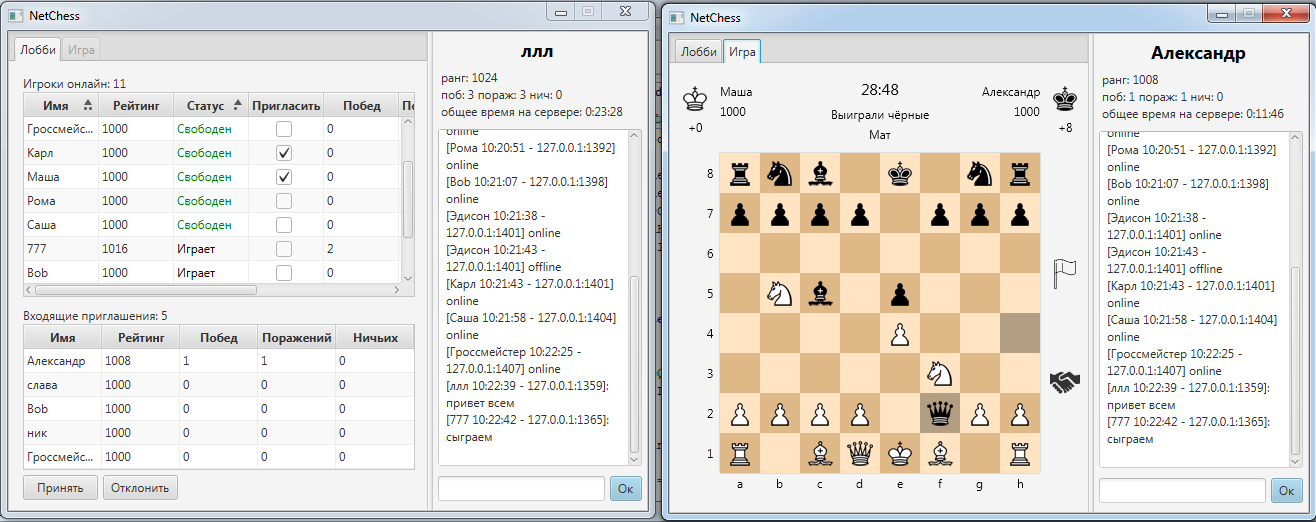 NetChess
Лобби Игра
Игроки онлайн: 11
Имя Рейтинг Статус Пригласить Побед
Гроссмейс... 1000 Свободен 0
Карл 1000 Свободен 0
Маша 1000 Свободен 0
Рома 1000 Свободен 0
Саша 1000 Свободен 0
777 1016 Играет 2
Bob 1000 Играет 0
Входящие приглашения: 5
Имя Рейтинг Побед Поражений Ничьих
Александр 1008 1 1 0
слава 1000 0 0 0
Bob 1000 0 0 0
ник 1000 0 0 0
Гроссмейс... 1000 0 0 0
Принять Отклонить
ллл
ранг: 1024
поб: 3 пораж: 3 нич: 0
общее время на сервере: 0:23:28
online
[Рома 10:20:51 - 127.0.0.1:1392]
online
[Bob 10:21:07 - 127.0.0.1:1398]
online
[Эдисон 10:21:38 -
127.0.0.1:1401] online
[Эдисон 10:21:43 -
127.0.0.1:1401] offline
[Карл 10:21:43 - 127.0.0.1:1401]
online
[Саша 10:21:58 - 127.0.0.1:1404]
online
[Гроссмейстер 10:22:25 -
127.0.0.1:1407] online
[ллл 10:22:39 - 127.0.0.1:1359]:
привет всем
[777 10:22:42 - 127.0.0.1:1365]:
сыграем
Ок
NetChess
Лобби Игра
Маша 28:48 Александр
1000 Выиграли чёрные 1000
+0 Мат +8
8
7
6
5
4
3
2
1
a b c d e f g h
Александр
ранг: 1008
поб: 1 пораж: 1 нич: 0
общее время на сервере: 0:11:46
online
[Рома 10:20:51 - 127.0.0.1:1392]
online
[Bob 10:21:07 - 127.0.0.1:1398]
online
[Эдисон 10:21:38 -
127.0.0.1:1401] online
[Эдисон 10:21:43 -
127.0.0.1:1401] offline
[Карл 10:21:43 - 127.0.0.1:1401]
online
[Саша 10:21:58 - 127.0.0.1:1404]
online
[Гроссмейстер 10:22:25 -
127.0.0.1:1407] online
[ллл 10:22:39 - 127.0.0.1:1359]:
привет всем
[777 10:22:42 - 127.0.0.1:1365]:
сыграем
Ок